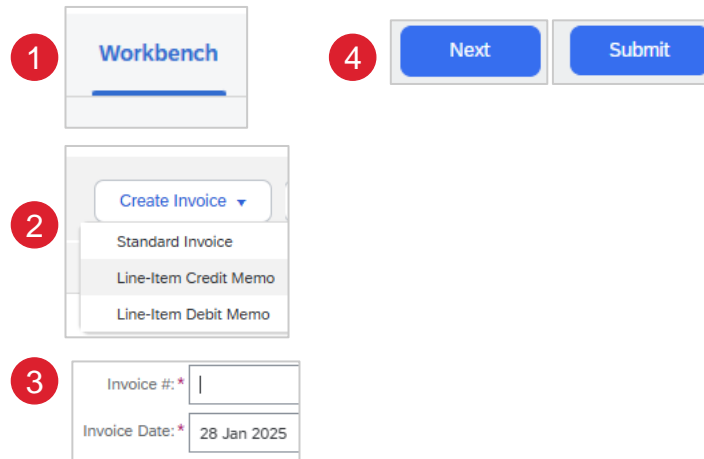 1
Workbench
2
Create Invoice
Standard Invoice
Line-Item Credit Memo
Line-Item Debit Memo
3
Invoice #:*
Invoice Date:* 28 Jan 2025
4
Next Submit